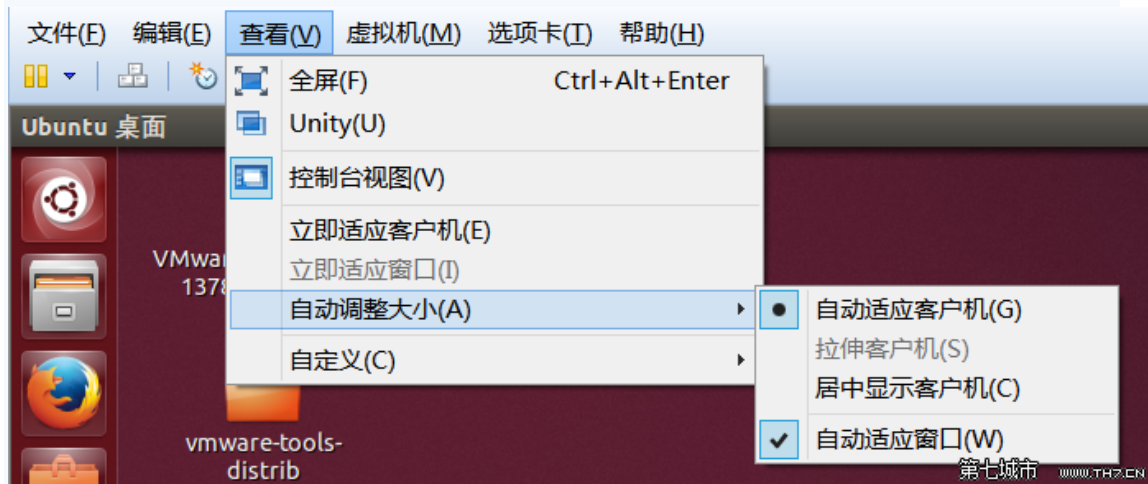 文件(F) 编辑(E) 查看(V) 虚拟机(M) 选项卡(T) 帮助(H)
全屏(F) Ctrl+Alt+Enter
Ubuntu 桌面
Unity(U)
控制台视图(V)
立即适应客户机(E)
VMwar
立即适应窗口(I)
1378
自动调整大小(A)
自动适应客户机(G)
拉伸客户机(S)
自定义(C)
居中显示客户机(C)
自动适应窗口(W)
vmware-tools-
distrib
第七城市 WWW.TH7.CN